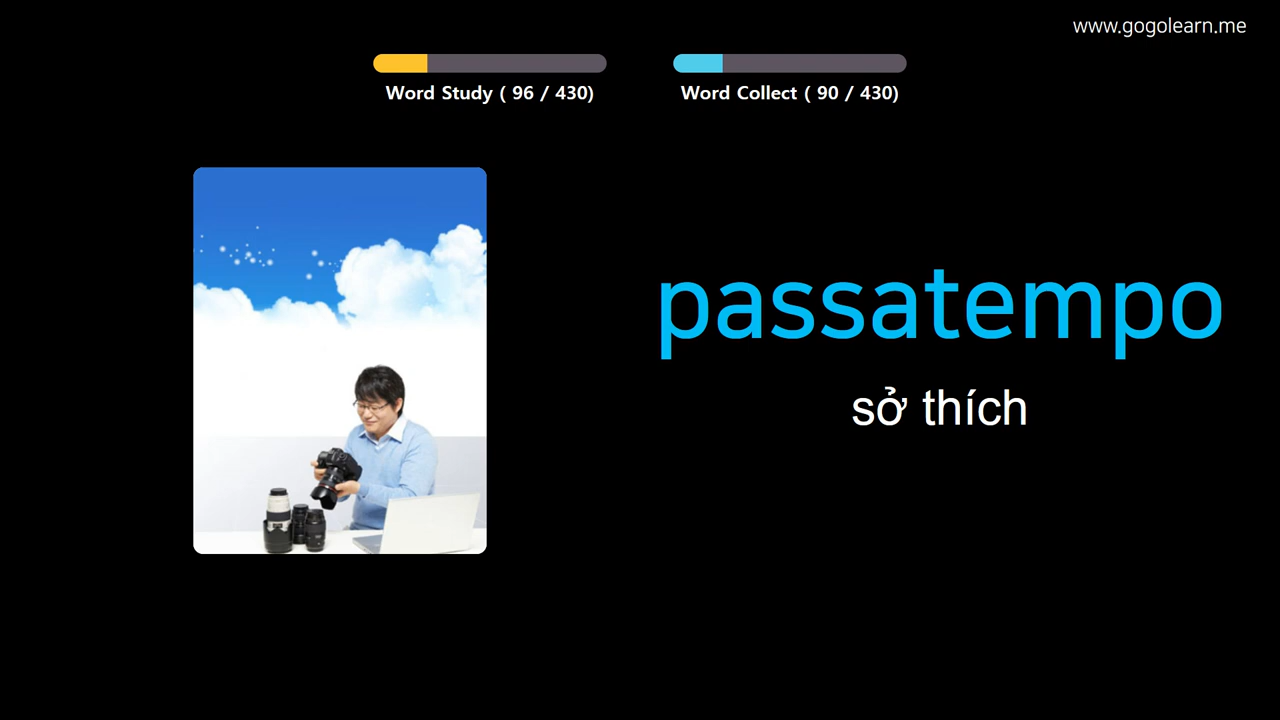 www.gogolearn.me
Word Study ( 96 / 430)
Word Collect ( 90 / 430)
passatempo
sở thích